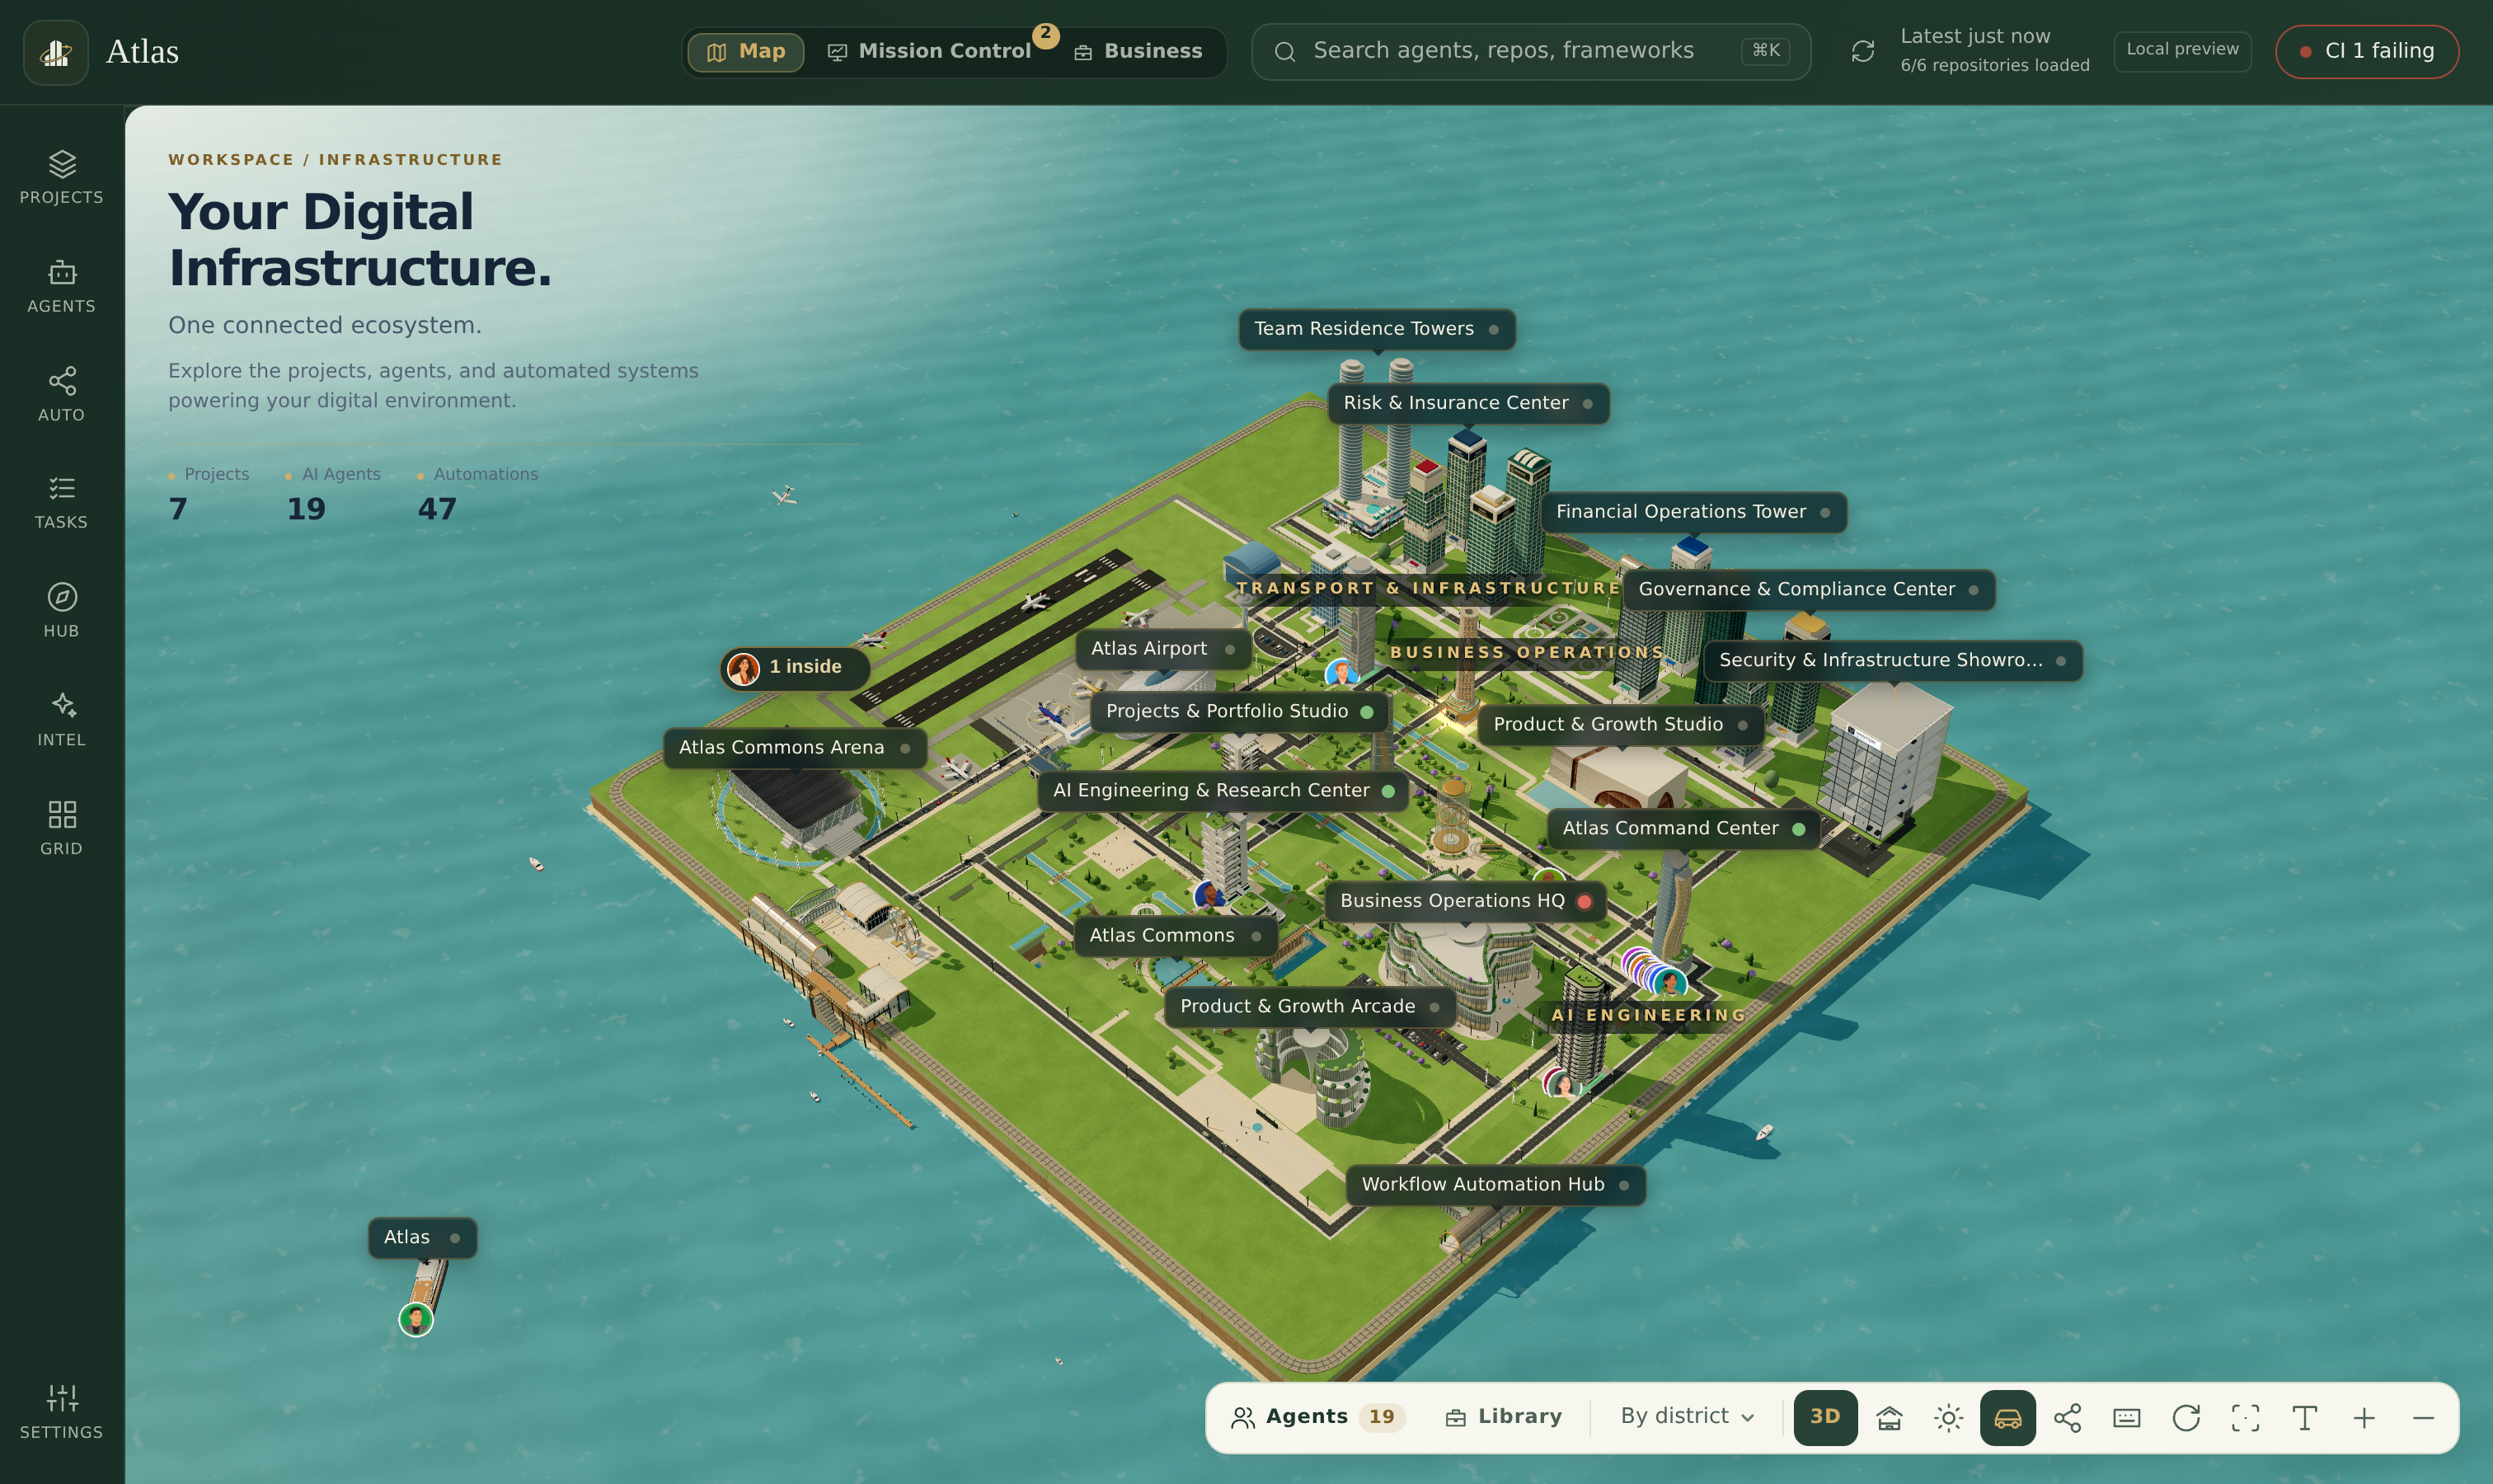 Atlas
Map
Mission Control
2
Business
Search agents, repos, frameworks
⌘K
Latest just now
6/6 repositories loaded
Local preview
CI 1 failing
PROJECTS
AGENTS
AUTO
TASKS
HUB
INTEL
GRID
SETTINGS
WORKSPACE / INFRASTRUCTURE
Your Digital
Infrastructure.
One connected ecosystem.
Explore the projects, agents, and automated systems
powering your digital environment.
Projects
7
AI Agents
19
Automations
47
Team Residence Towers
Risk & Insurance Center
Financial Operations Tower
TRANSPORT & INFRASTRUCTURE
Governance & Compliance Center
Atlas Airport
BUSINESS OPERATIONS
Security & Infrastructure Showro...
1 inside
Projects & Portfolio Studio
Product & Growth Studio
Atlas Commons Arena
AI Engineering & Research Center
Atlas Command Center
Business Operations HQ
Atlas Commons
Product & Growth Arcade
AI ENGINEERING
Workflow Automation Hub
Atlas
Agents
19
Library
By district
3D